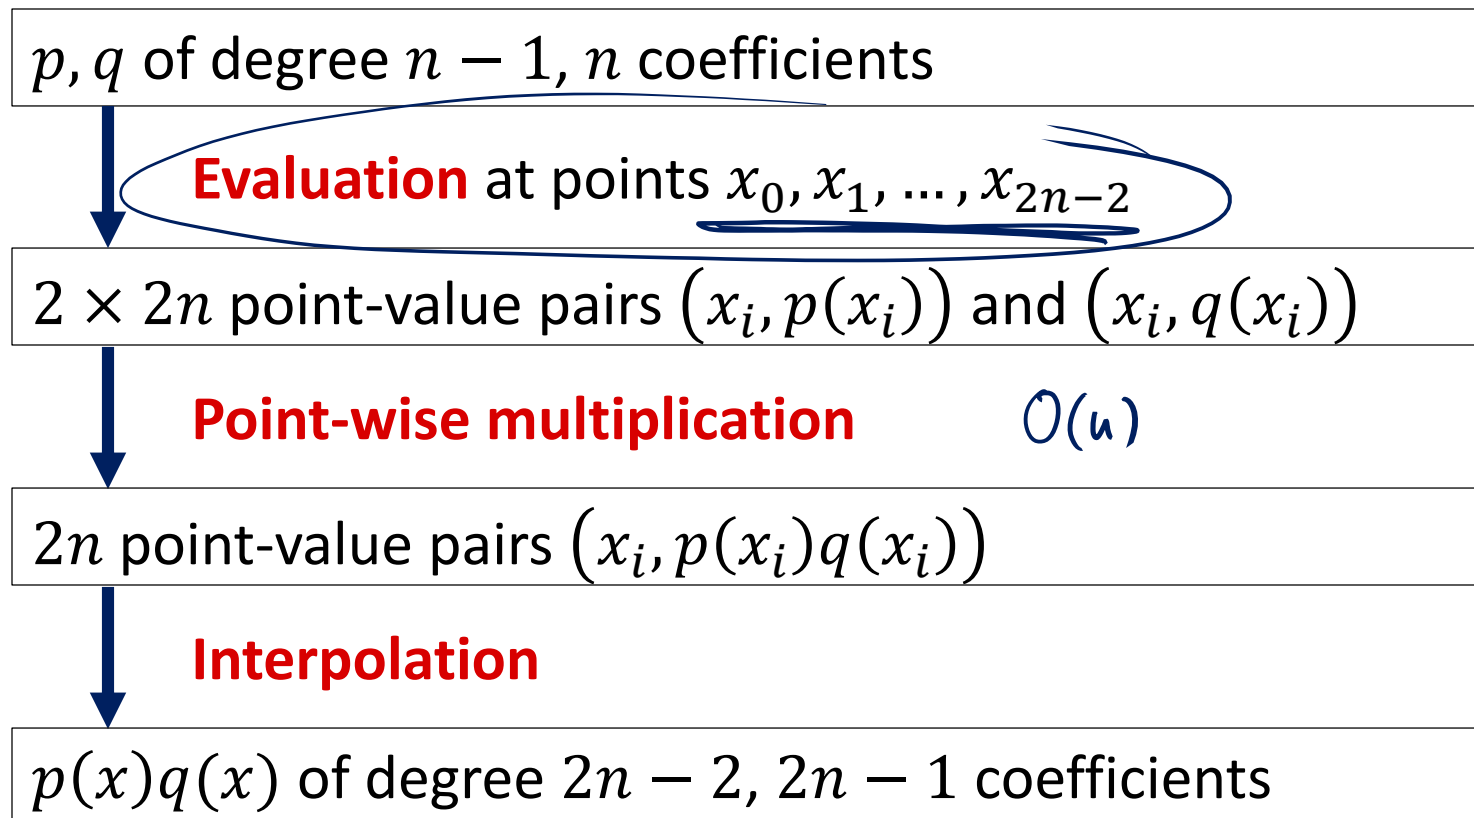 p, q of degree n − 1, n coefficients
Evaluation at points x₀, x₁, … , x₂ₙ₋₂
2 × 2n point-value pairs (xᵢ, p(xᵢ)) and (xᵢ, q(xᵢ))
Point-wise multiplication O(n)
2n point-value pairs (xᵢ, p(xᵢ)q(xᵢ))
Interpolation
p(x)q(x) of degree 2n − 2, 2n − 1 coefficients